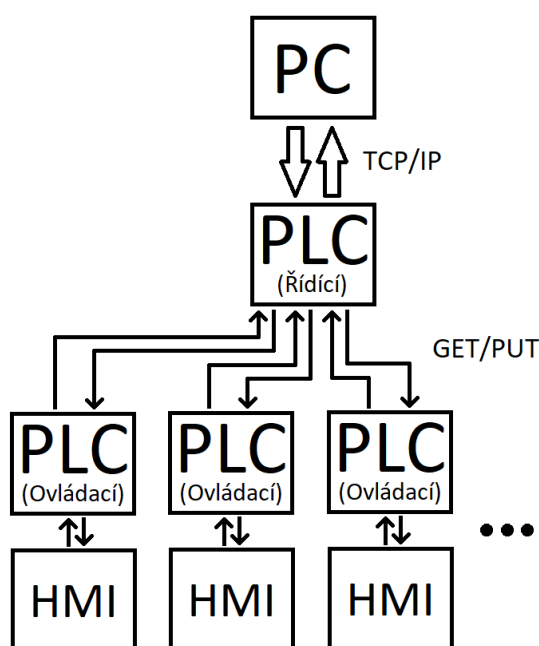 PC
TCP/IP
PLC
(Řídící)
GET/PUT
PLC PLC PLC
(Ovládací) (Ovládací) (Ovládací)
HMI HMI HMI